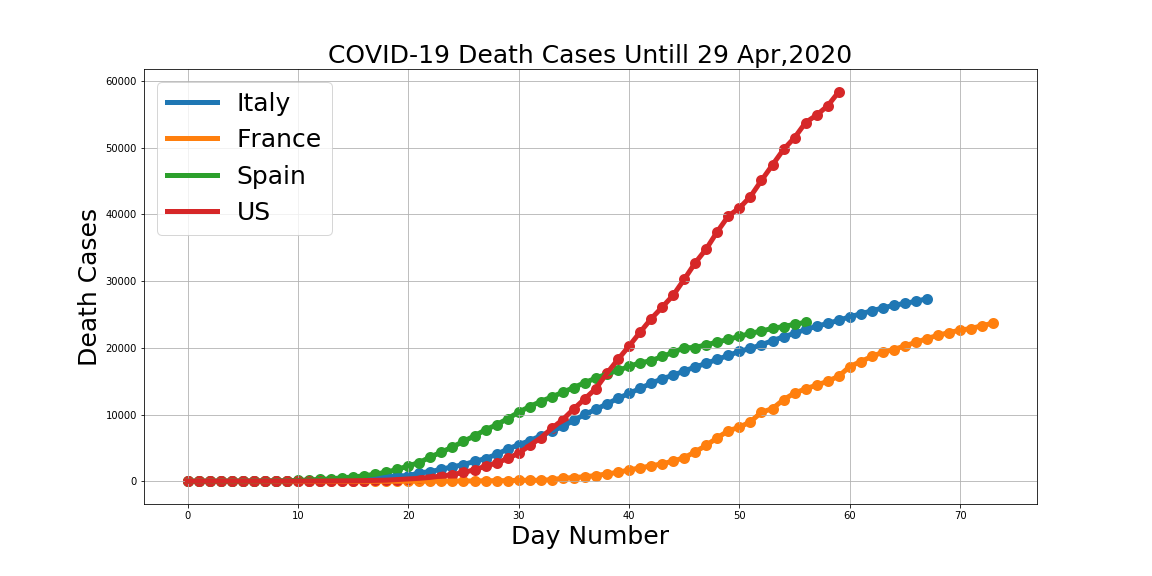 COVID-19 Death Cases Untill 29 Apr,2020
Italy
France
Spain
US
Death Cases
60000
50000
40000
30000
20000
10000
0
0 10 20 30 40 50 60 70
Day Number